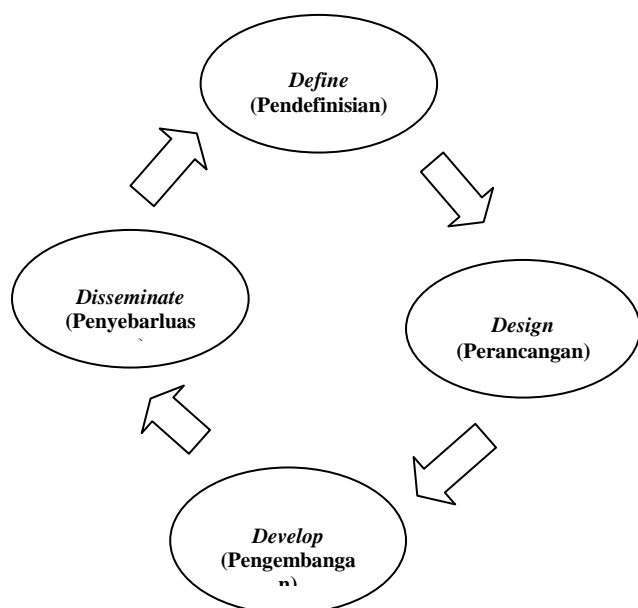 Define
(Pendefinisian)
Design
(Perancangan)
Develop
(Pengembanga
n)
Disseminate
(Penyebarluas